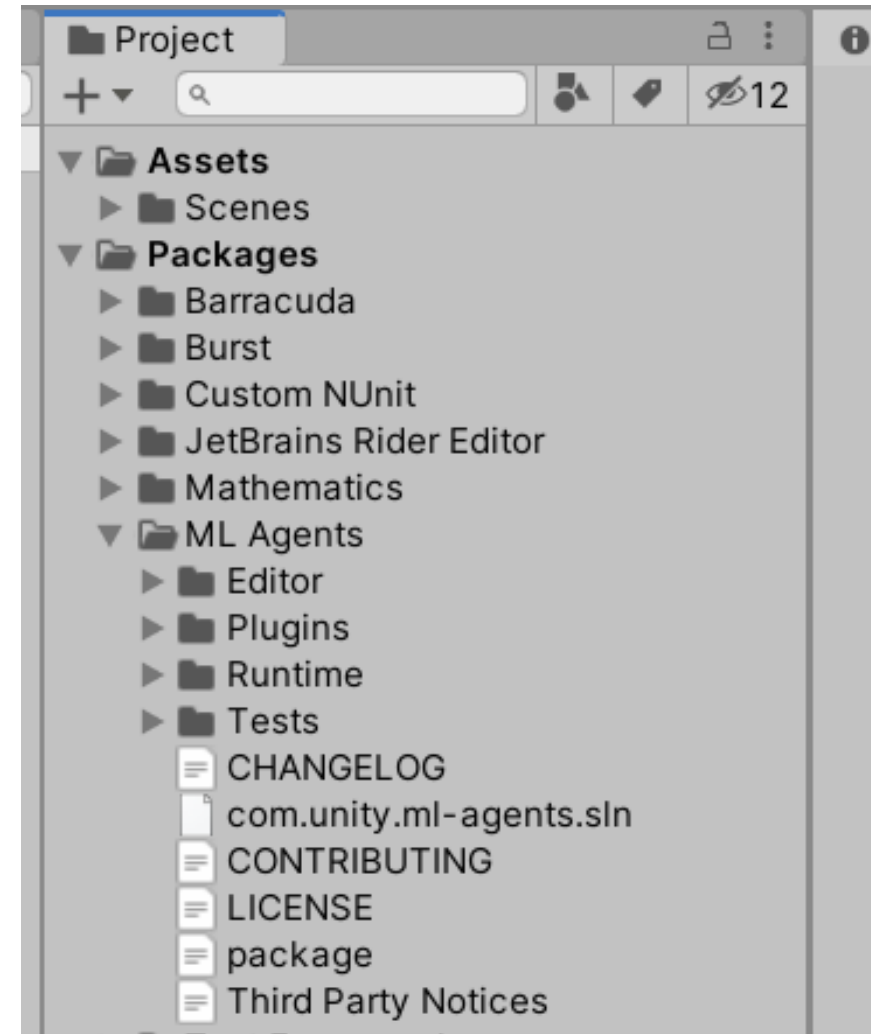 Project
12
Assets
Scenes
Packages
Barracuda
Burst
Custom NUnit
JetBrains Rider Editor
Mathematics
ML Agents
Editor
Plugins
Runtime
Tests
CHANGELOG
com.unity.ml-agents.sln
CONTRIBUTING
LICENSE
package
Third Party Notices